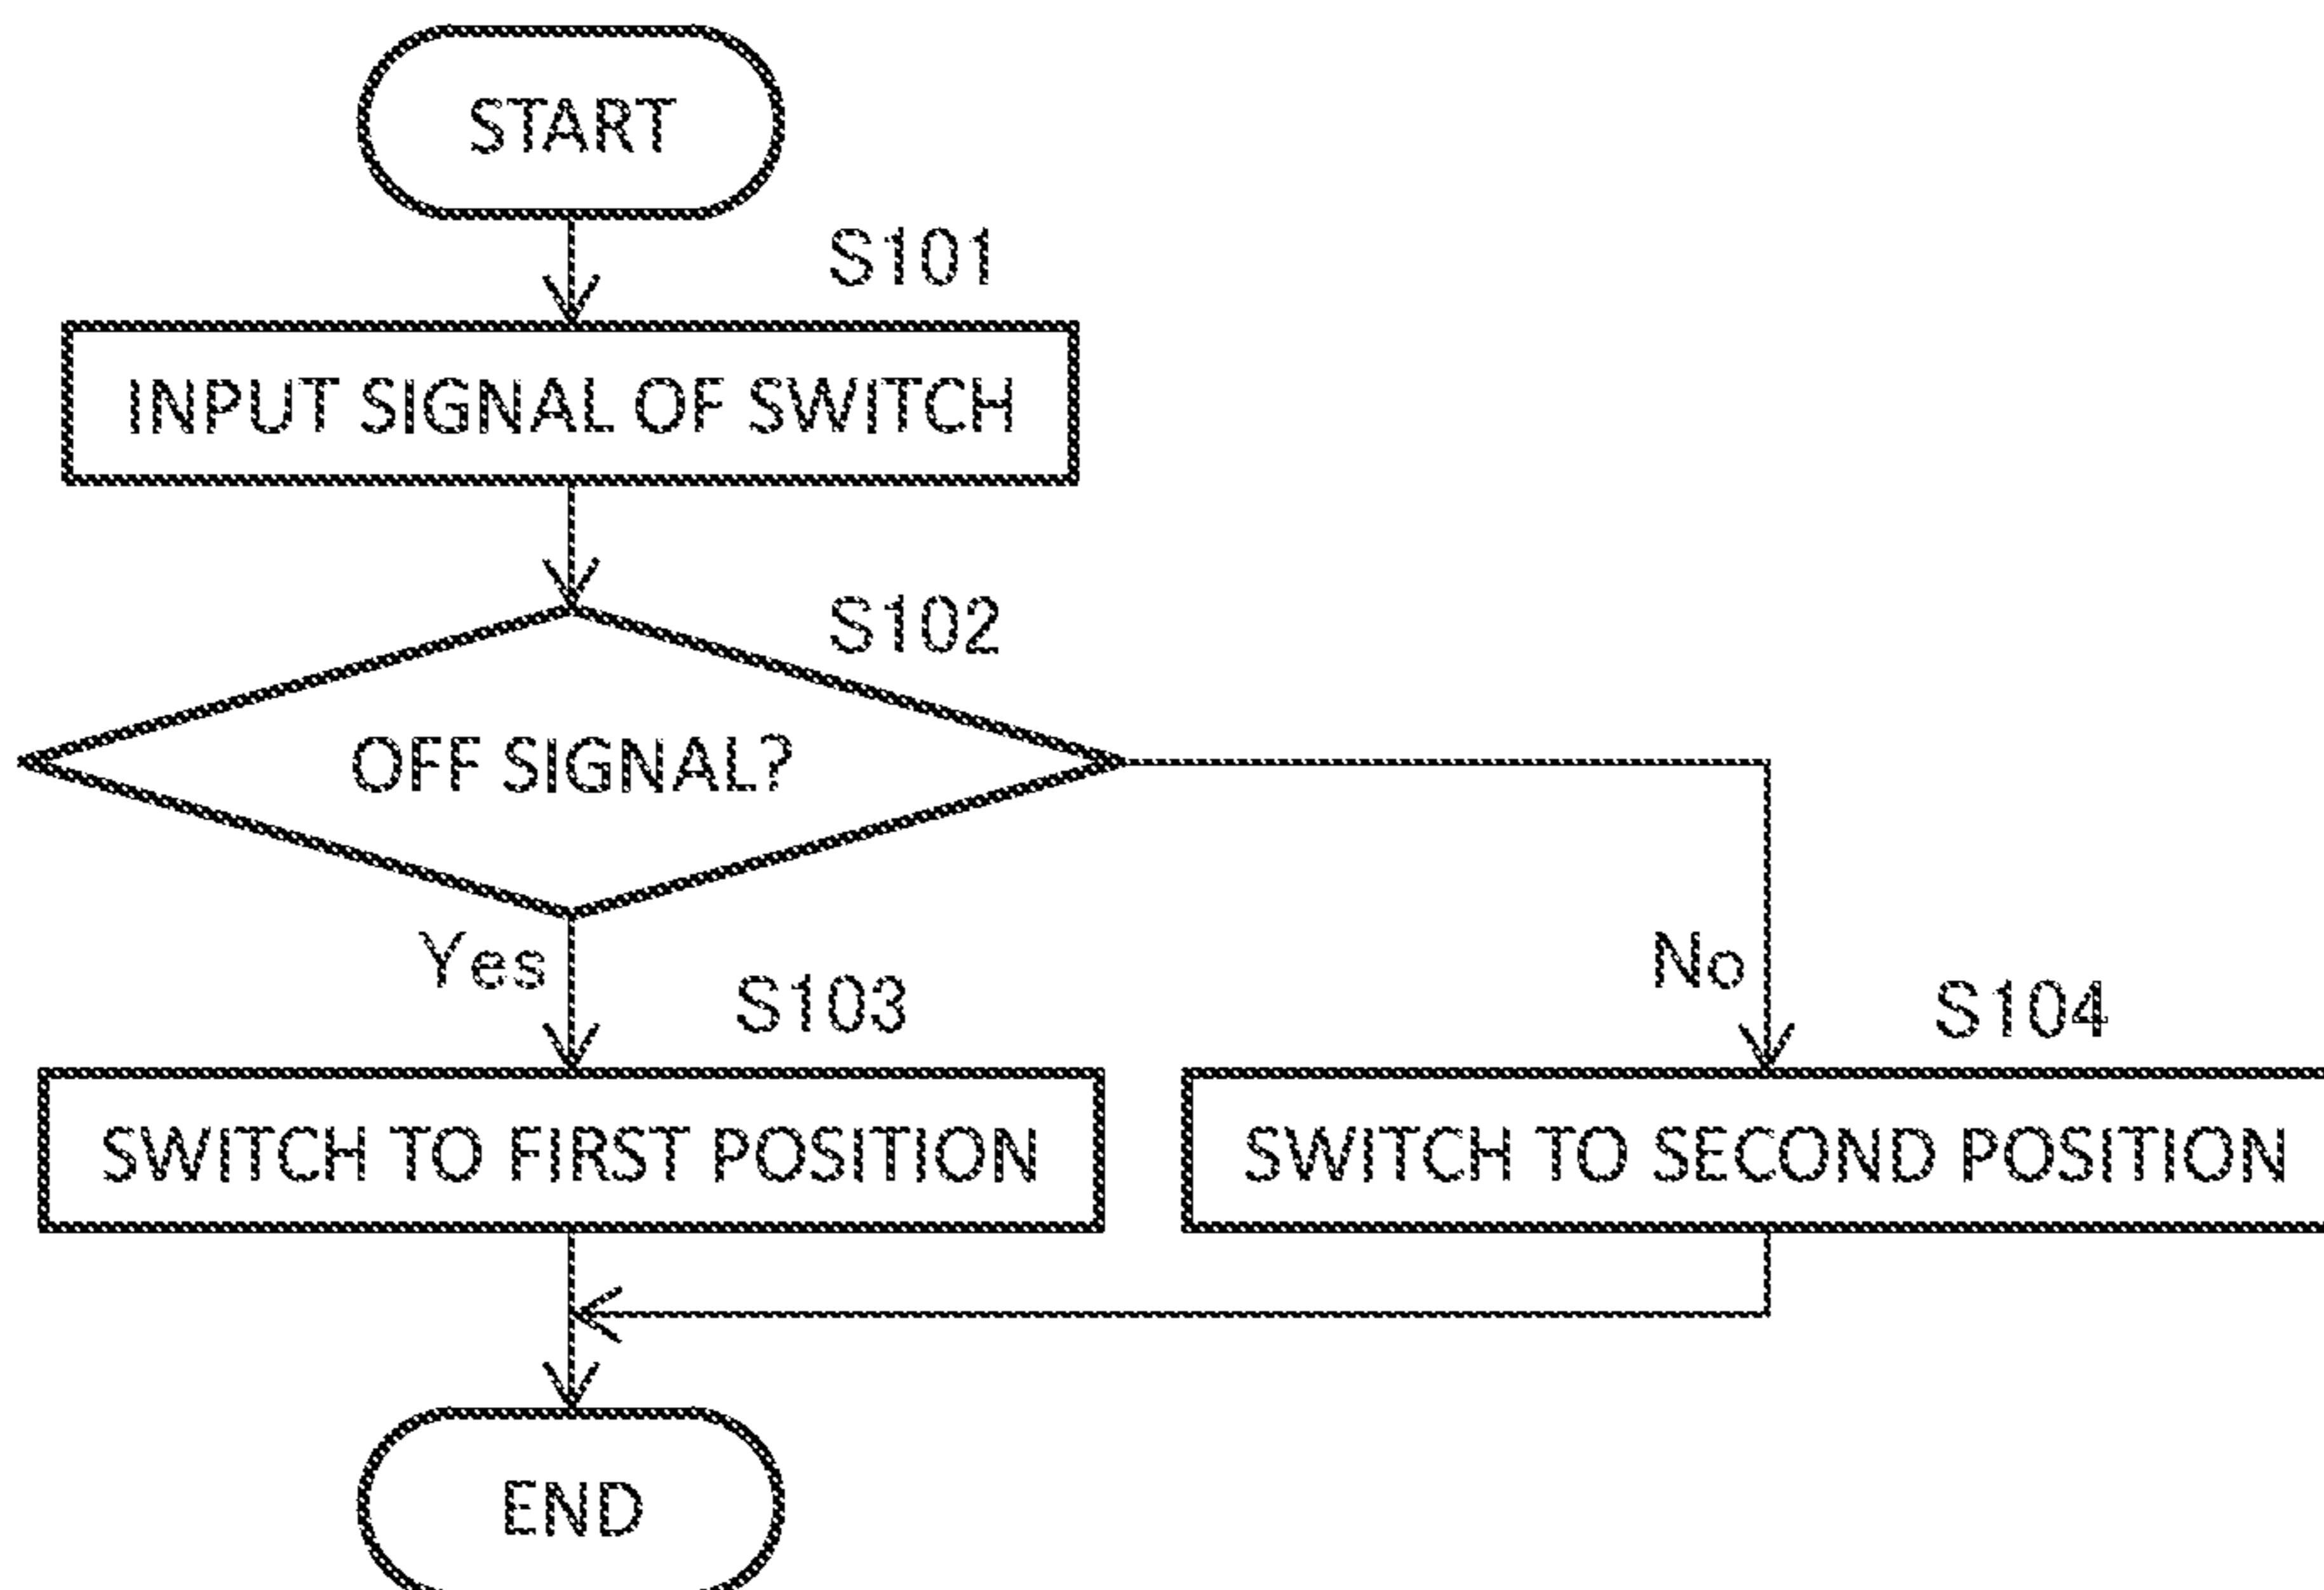 START
S101
INPUT SIGNAL OF SWITCH
S102
OFF SIGNAL?
Yes
No
S103
S104
SWITCH TO FIRST POSITION
SWITCH TO SECOND POSITION
END